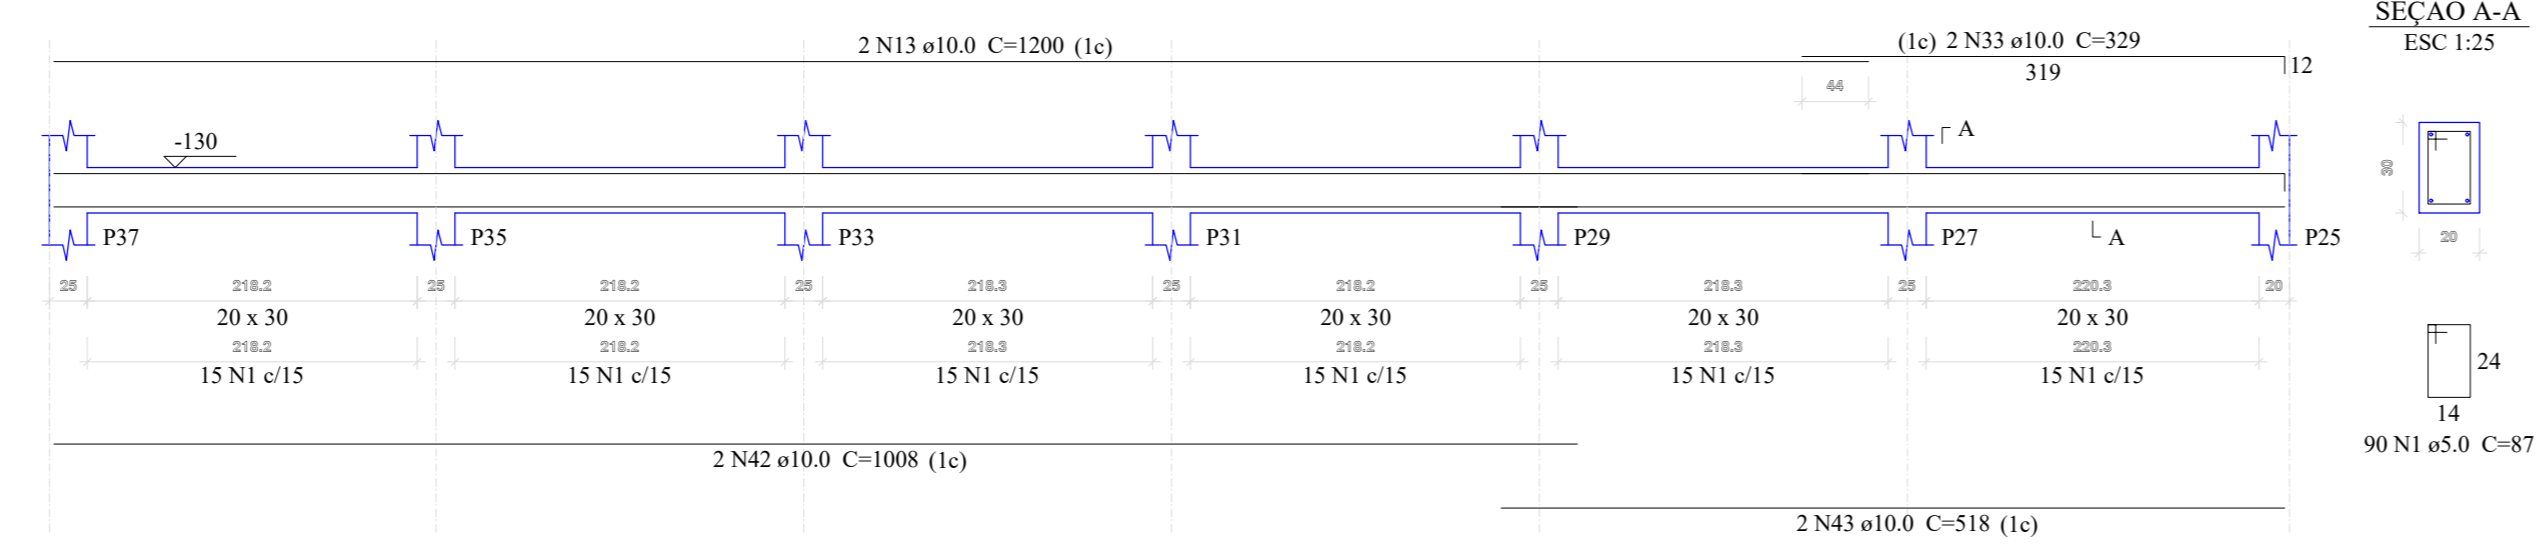 SEÇÃO A-A
ESC 1:25
2 N13 ø10.0 C=1200 (1c)
(1c) 2 N33 ø10.0 C=329
319
12
44
-130
A
A
P37
P35
P33
P31
P29
P27
P25
30
20
25 218.2 25 218.2 25 218.3 25 218.2 25 218.3 25 220.3 20
20 x 30 20 x 30 20 x 30 20 x 30 20 x 30 20 x 30
218.2 218.2 218.3 218.2 218.3 220.3
15 N1 c/15 15 N1 c/15 15 N1 c/15 15 N1 c/15 15 N1 c/15 15 N1 c/15
24
14
90 N1 ø5.0 C=87
2 N42 ø10.0 C=1008 (1c)
2 N43 ø10.0 C=518 (1c)